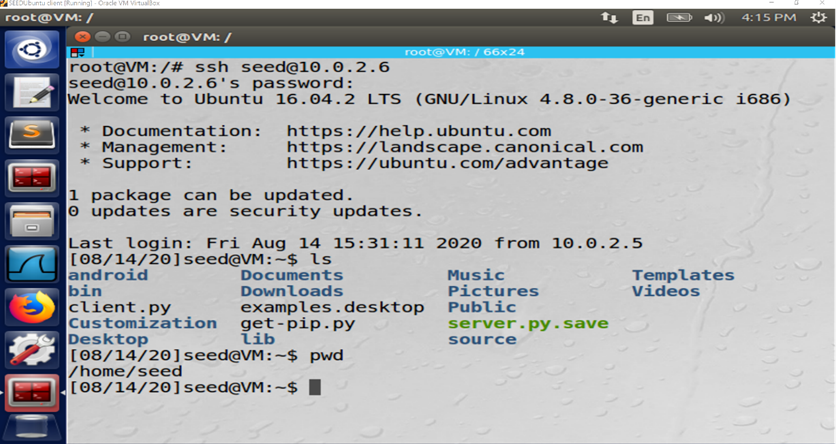 SEEDUbuntu client [Running] - Oracle VM VirtualBox
root@VM: /
En
4:15 PM
root@VM: /
root@VM: / 66x24
root@VM:/# ssh seed@10.0.2.6
seed@10.0.2.6's password:
Welcome to Ubuntu 16.04.2 LTS (GNU/Linux 4.8.0-36-generic i686)
* Documentation: https://help.ubuntu.com
* Management: https://landscape.canonical.com
* Support: https://ubuntu.com/advantage
1 package can be updated.
0 updates are security updates.
Last login: Fri Aug 14 15:31:11 2020 from 10.0.2.5
[08/14/20]seed@VM:~$ ls
android Documents Music Templates
bin Downloads Pictures Videos
client.py examples.desktop Public
Customization get-pip.py server.py.save
Desktop lib source
[08/14/20]seed@VM:~$ pwd
/home/seed
[08/14/20]seed@VM:~$